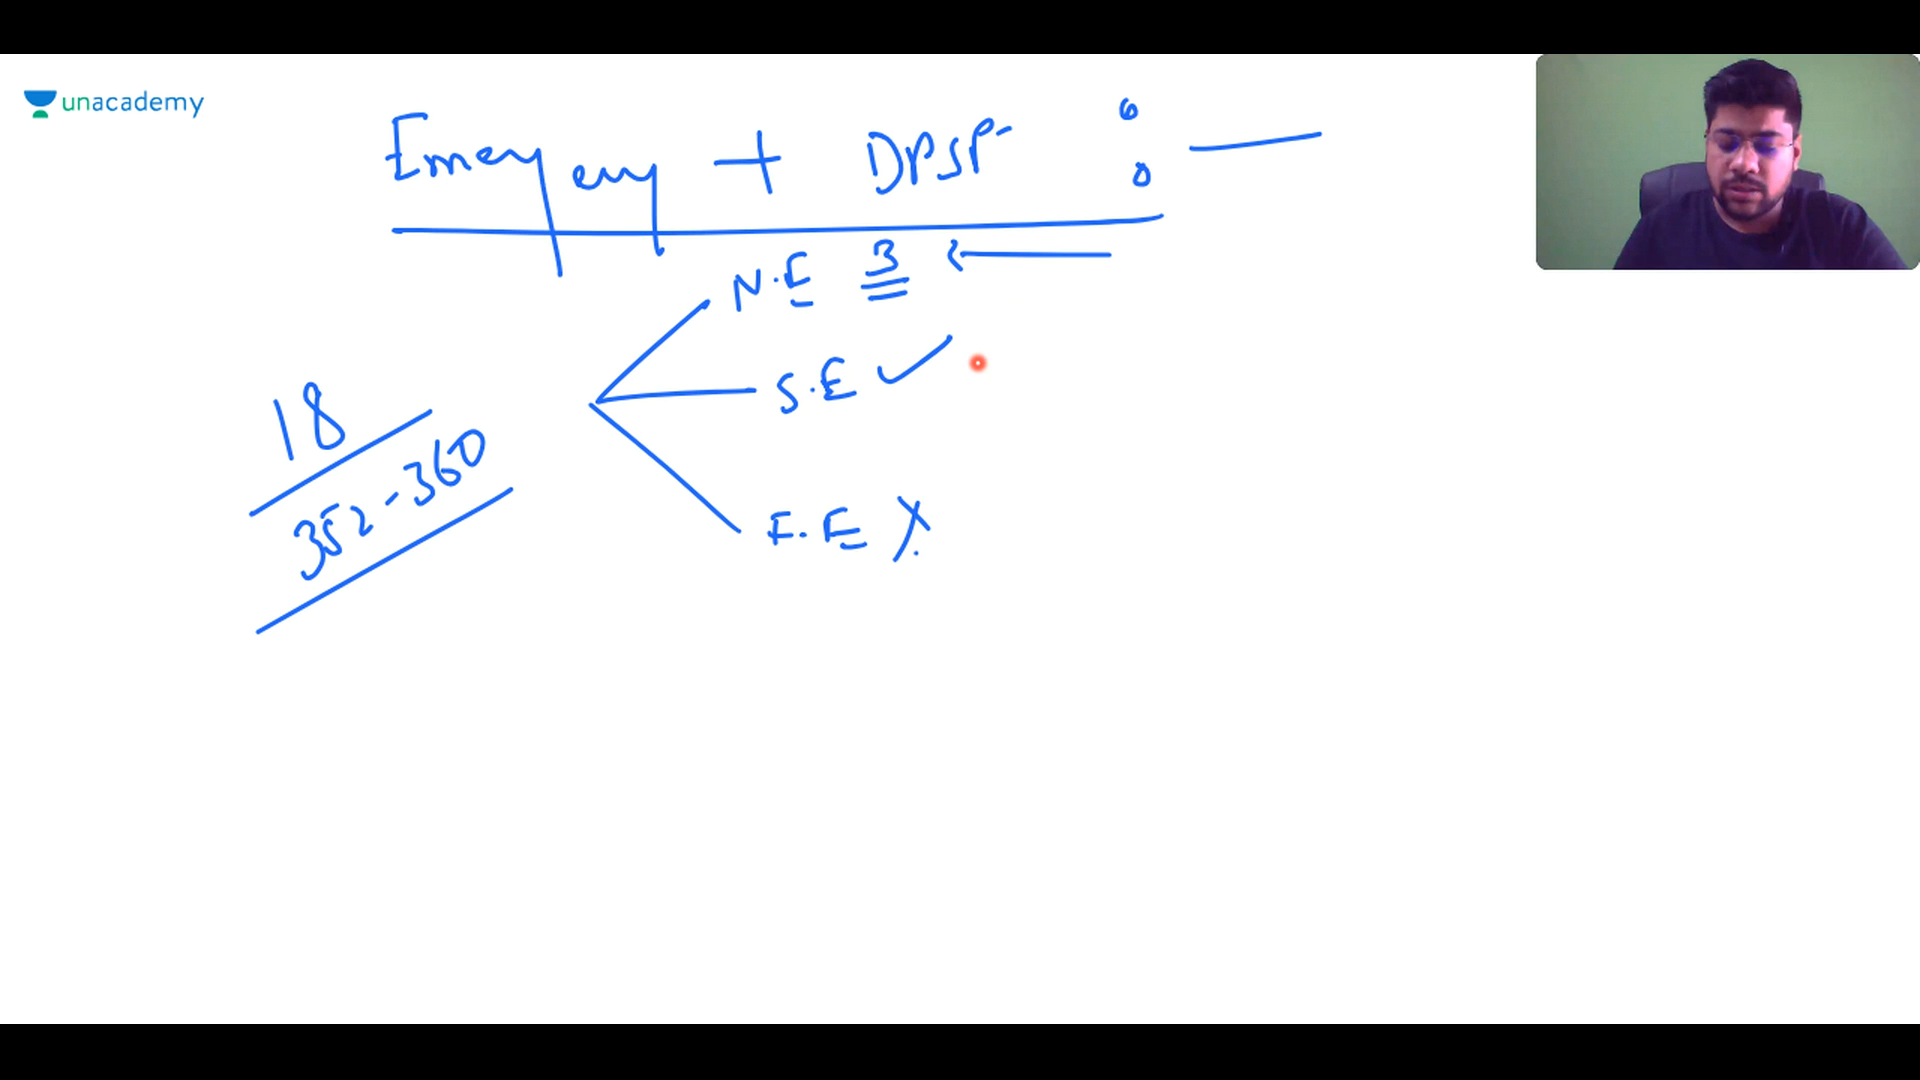 unacademy
Emergency + DPSP :
N.E 3
S.E
F.E X
18
352-360